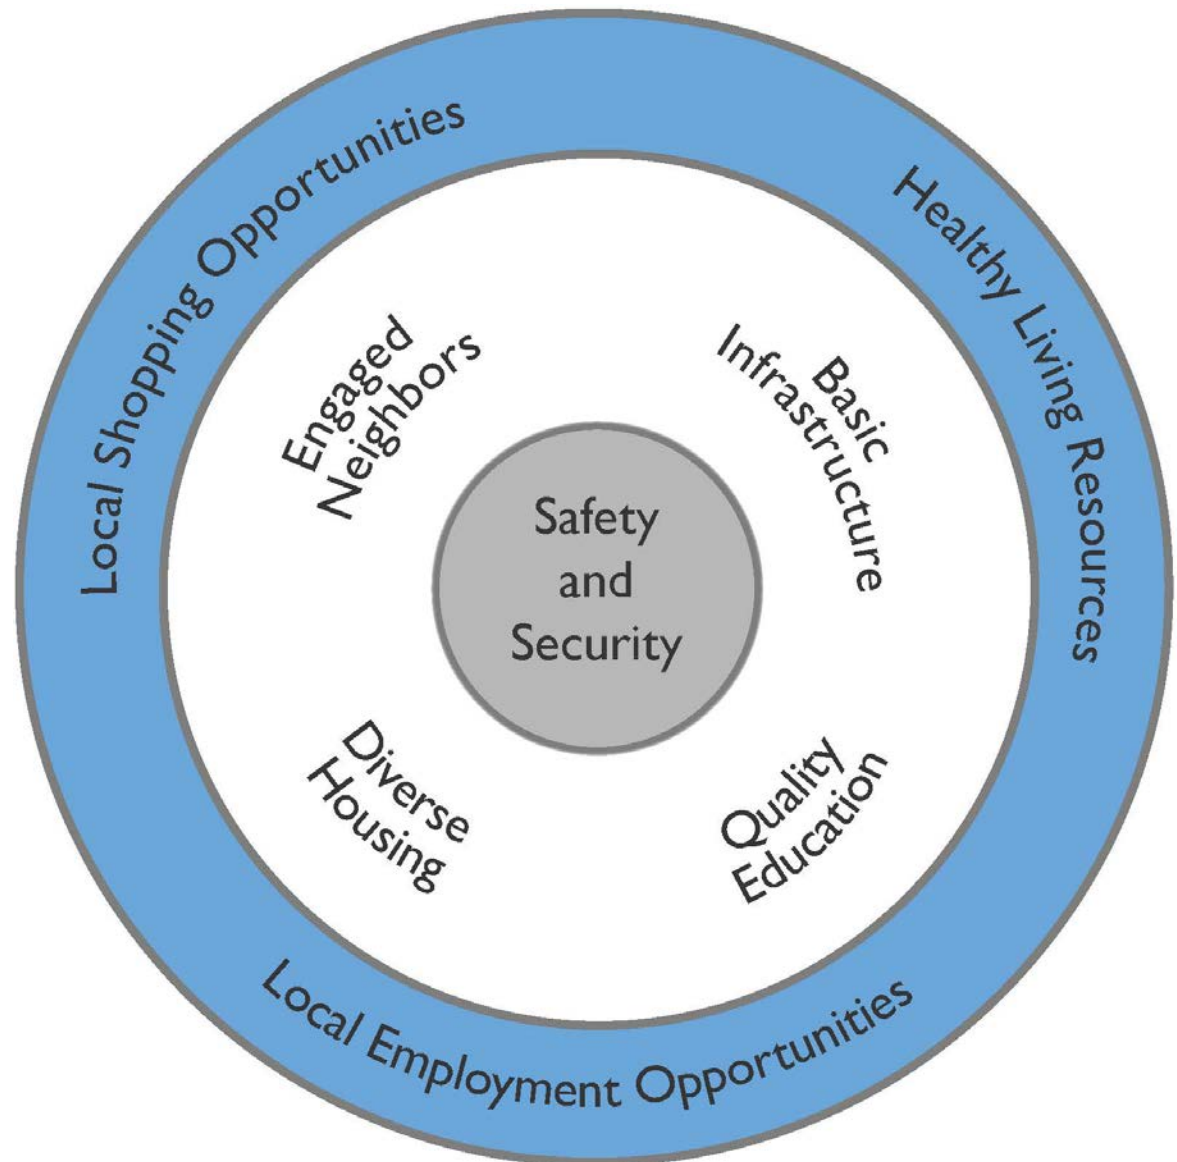 Local Shopping Opportunities
Healthy Living Resources
Engaged
Neighbors
Basic
Infrastructure
Safety
and
Security
Diverse
Housing
Quality
Education
Local Employment Opportunities